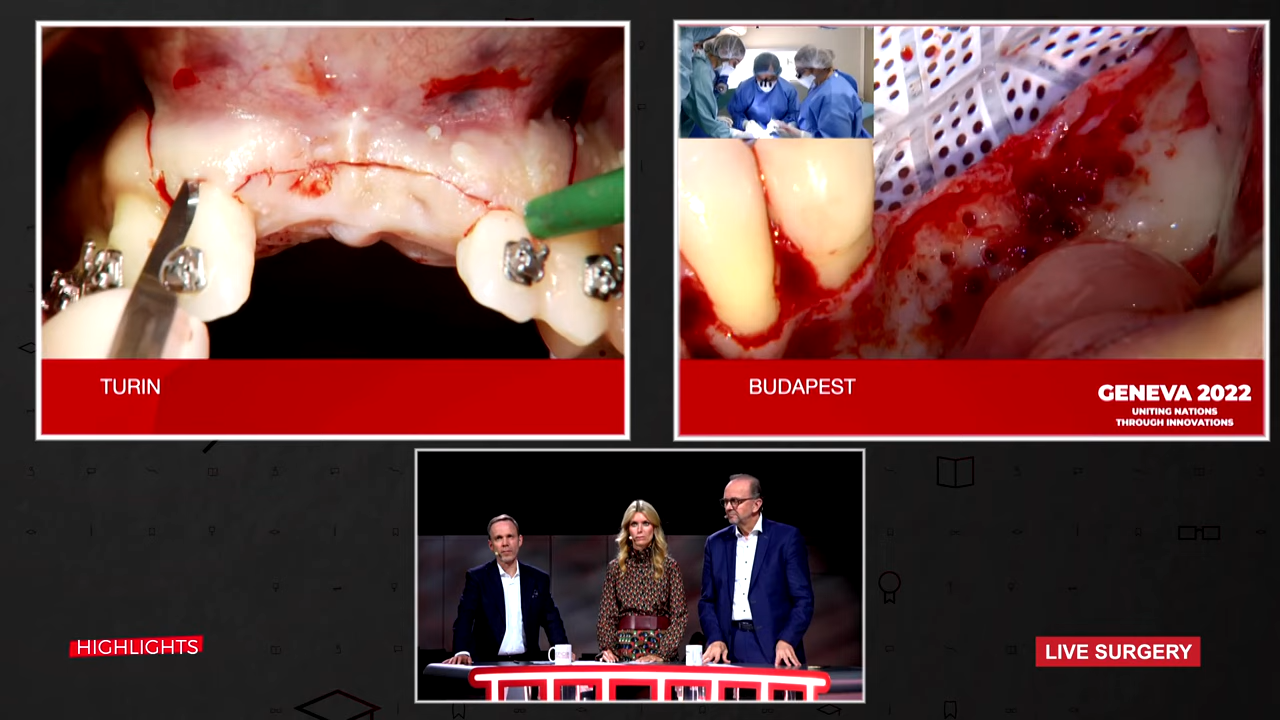 TURIN
BUDAPEST
GENEVA 2022
UNITING NATIONS
THROUGH INNOVATIONS
HIGHLIGHTS
LIVE SURGERY